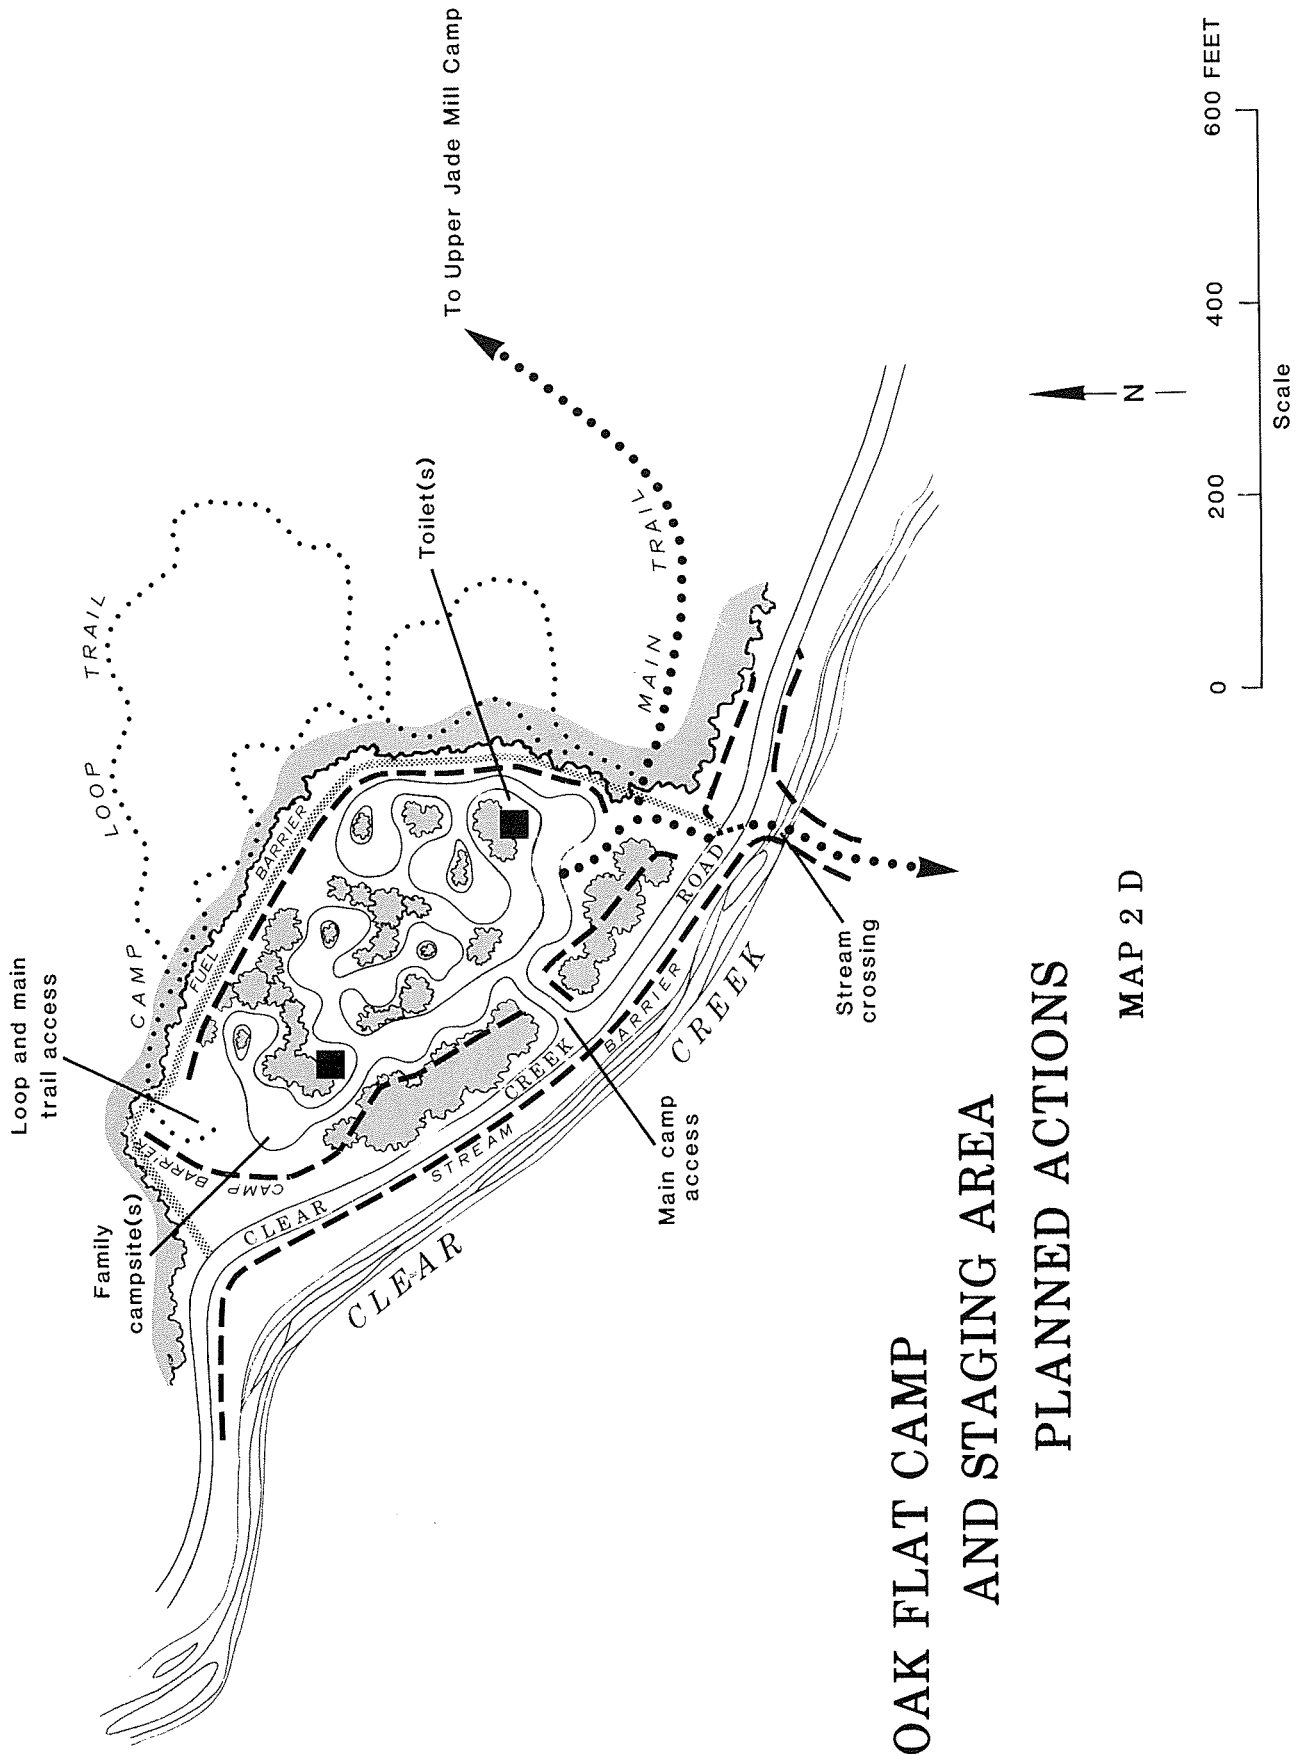 To Upper Jade Mill Camp
Loop and main
trail access
CAMP LOOP TRAIL
Toilet(s)
MAIN TRAIL
FUEL BARRIER
CAMP BARRIER
Family
campsite(s)
CLEAR CREEK ROAD
STREAM BARRIER
CLEAR CREEK
Main camp
access
Stream
crossing
N
0 200 400 600 FEET
Scale
OAK FLAT CAMP
AND STAGING AREA
PLANNED ACTIONS
MAP 2 D